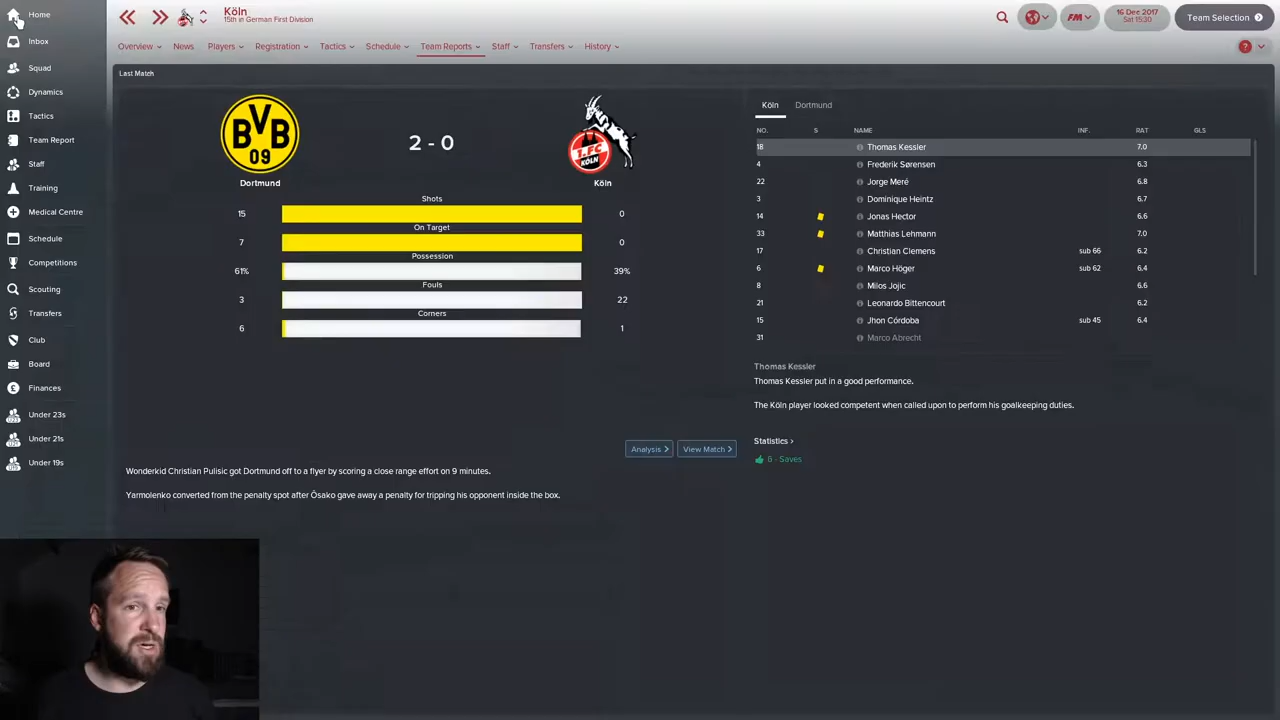 Home
Inbox
Squad
Dynamics
Tactics
Team Report
Staff
Training
Medical Centre
Schedule
Competitions
Scouting
Transfers
Club
Board
Finances
Under 23s
Under 21s
Under 19s
Köln
15th in German First Division
FM
16 Dec 2017
Sat 15:30
Team Selection
Overview
News
Players
Registration
Tactics
Schedule
Team Reports
Staff
Transfers
History
?
Last Match
BVB
09
2 - 0
1. FC
KÖLN
Dortmund
Köln
Shots
15 0
On Target
7 0
Possession
61% 39%
Fouls
3 22
Corners
6 1
Analysis
View Match
Wonderkid Christian Pulisic got Dortmund off to a flyer by scoring a close range effort on 9 minutes.
Yarmolenko converted from the penalty spot after Ōsako gave away a penalty for tripping his opponent inside the box.
Köln Dortmund
NO. S NAME INF. RAT GLS
18 Thomas Kessler 7.0
4 Frederik Sørensen 6.3
22 Jorge Meré 6.8
3 Dominique Heintz 6.7
14 Jonas Hector 6.6
33 Matthias Lehmann 7.0
17 Christian Clemens sub 66 6.2
6 Marco Höger sub 62 6.4
8 Milos Jojic 6.6
21 Leonardo Bittencourt 6.2
15 Jhon Córdoba sub 45 6.4
31 Marco Abrecht
Thomas Kessler
Thomas Kessler put in a good performance.
The Köln player looked competent when called upon to perform his goalkeeping duties.
Statistics
6 - Saves